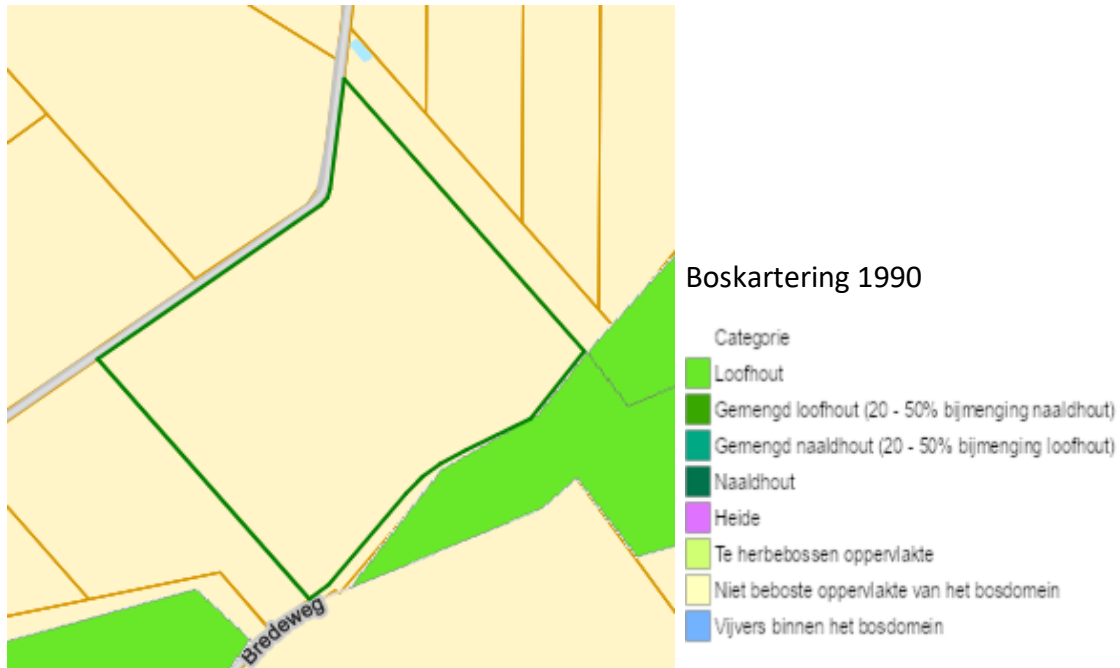 Boskartering 1990
Categorie
Loofhout
Gemengd loofhout (20 - 50% bijmenging naaldhout)
Gemengd naaldhout (20 - 50% bijmenging loofhout)
Naaldhout
Heide
Te herbebossen oppervlakte
Niet beboste oppervlakte van het bosdomein
Vijvers binnen het bosdomein
Bredeweg